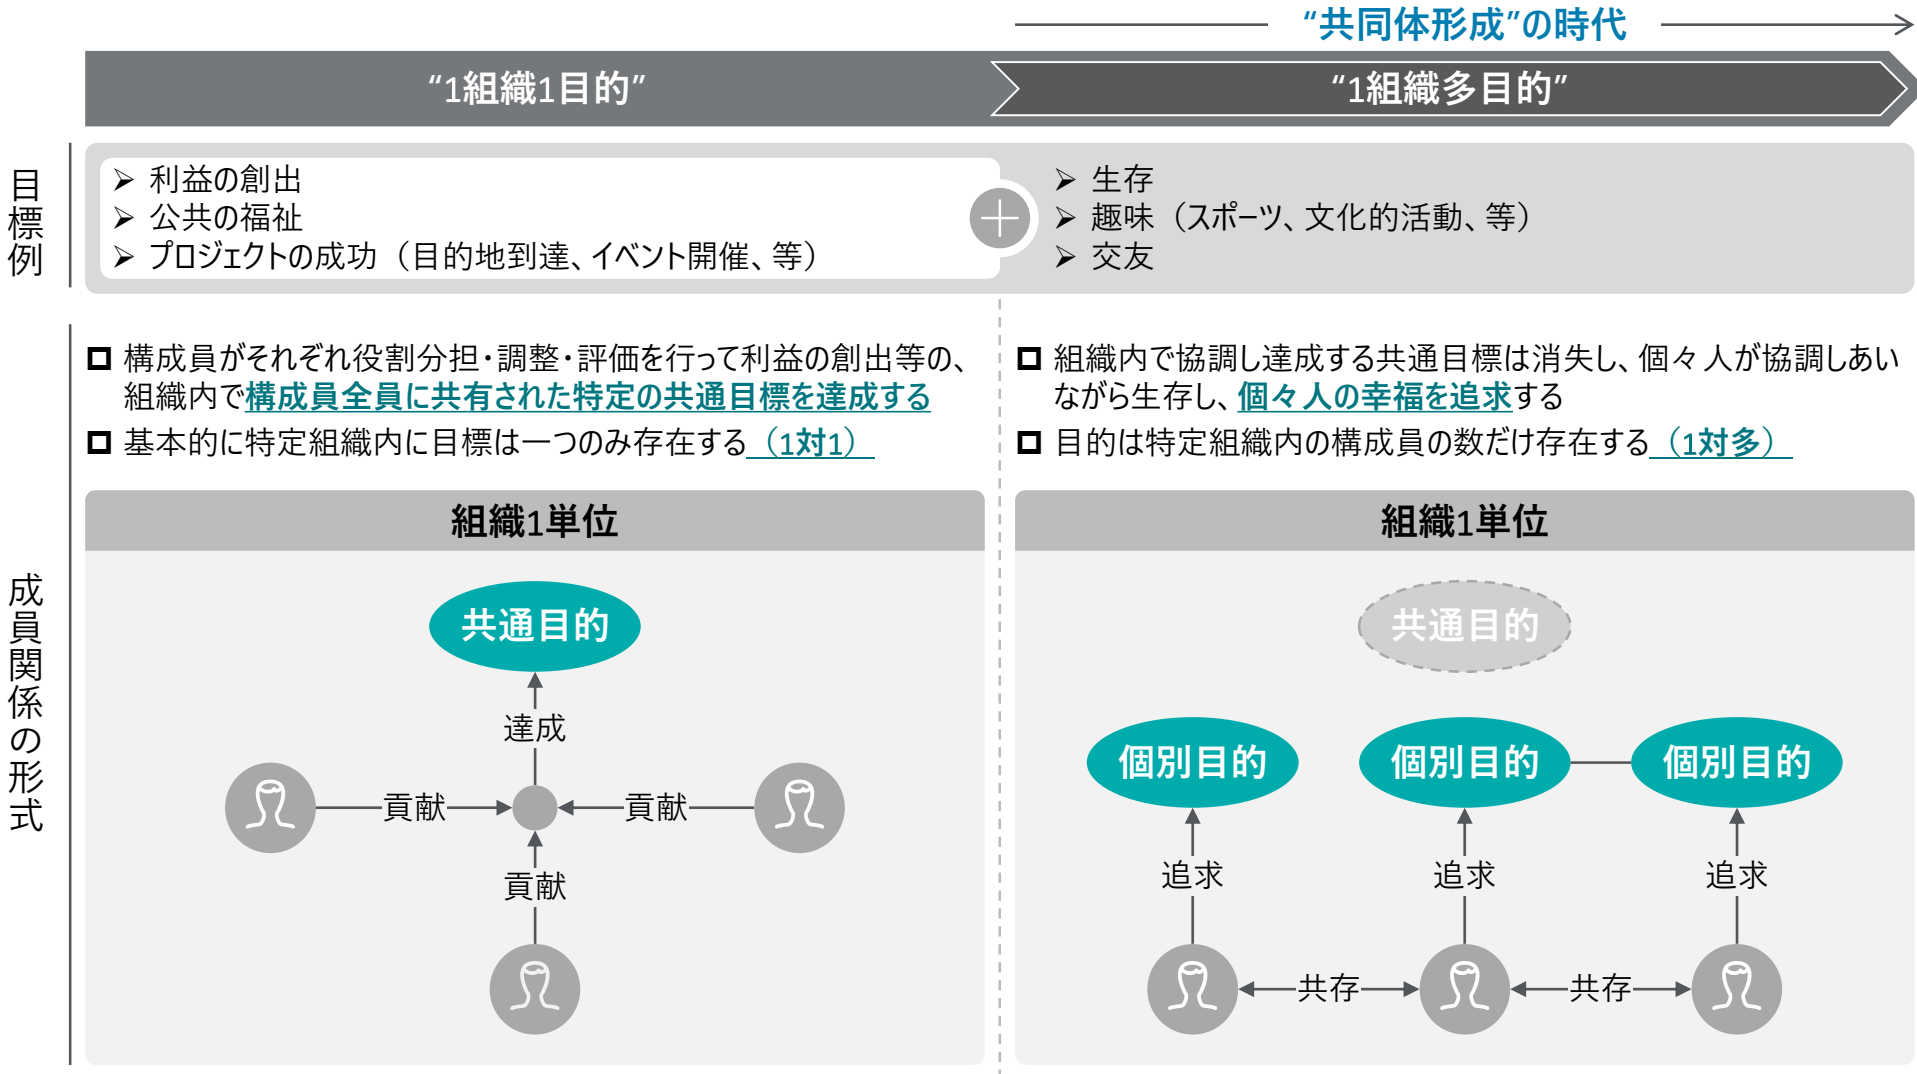 “共同体形成”の時代
“1組織1目的”
“1組織多目的”
目標例
➢ 利益の創出
➢ 公共の福祉
➢ プロジェクトの成功（目的地到達、イベント開催、等）
➢ 生存
➢ 趣味（スポーツ、文化的活動、等）
➢ 交友
成員関係の形式
構成員がそれぞれ役割分担・調整・評価を行って利益の創出等の、
組織内で構成員全員に共有された特定の共通目標を達成する
基本的に特定組織内に目標は一つのみ存在する（1対1）
組織内で協調し達成する共通目標は消失し、個々人が協調しあい
ながら生存し、個々人の幸福を追求する
目的は特定組織内の構成員の数だけ存在する（1対多）
組織1単位
共通目的
達成
貢献
貢献
貢献
組織1単位
共通目的
個別目的
個別目的
個別目的
追求
追求
追求
共存
共存